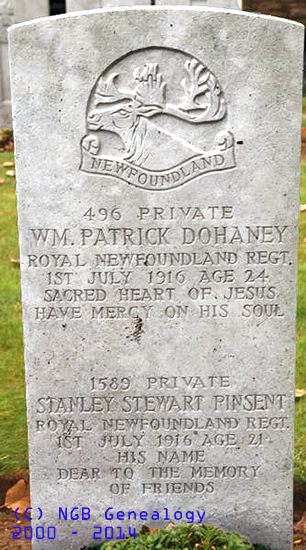 NEWFOUNDLAND
496 PRIVATE
WM. PATRICK DOHANEY
ROYAL NEWFOUNDLAND REGT.
1ST JULY 1916 AGE 24
SACRED HEART OF JESUS
HAVE MERCY ON HIS SOUL
1589 PRIVATE
STANLEY STEWART PINSENT
ROYAL NEWFOUNDLAND REGT.
1ST JULY 1916 AGE 21
HIS NAME
DEAR TO THE MEMORY
OF FRIENDS
(C) NGB Genealogy
2000 - 2014